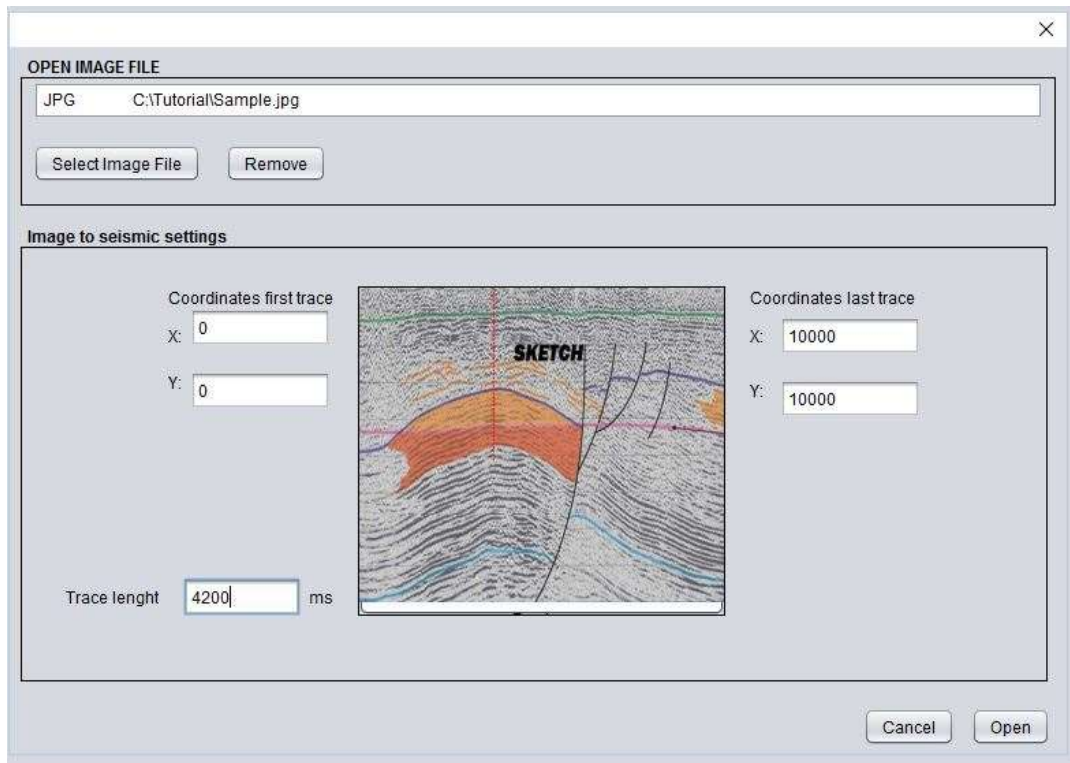 OPEN IMAGE FILE
JPG C:\Tutorial\Sample.jpg
Select Image File Remove
Image to seismic settings
Coordinates first trace
X: 0
Y: 0
SKETCH
Coordinates last trace
X: 10000
Y: 10000
Trace lenght 4200 ms
Cancel Open